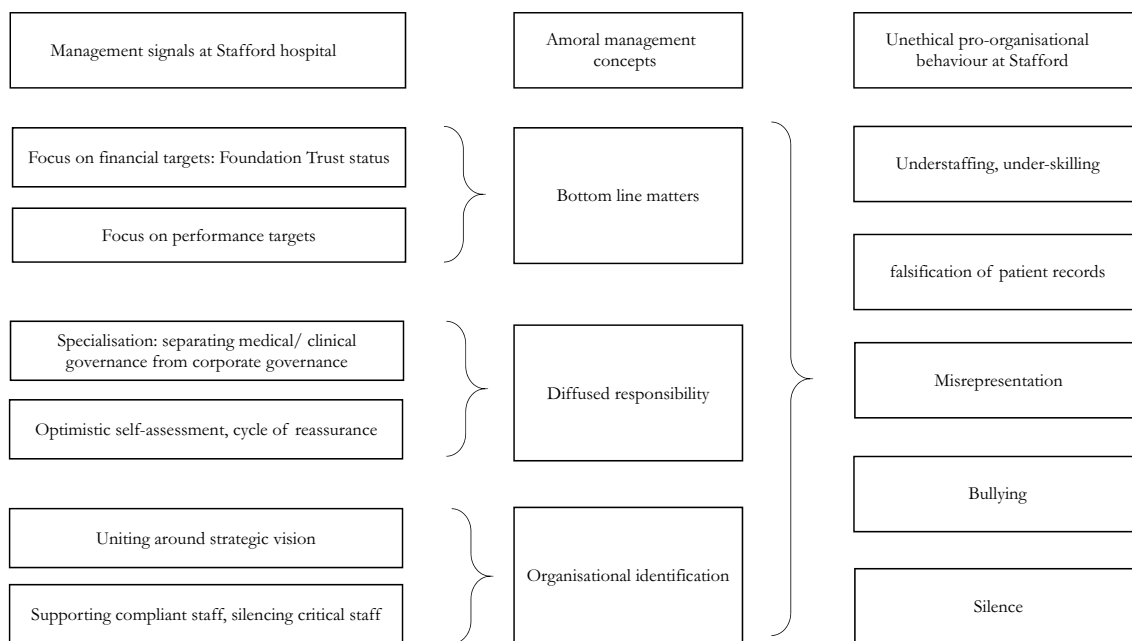 Management signals at Stafford hospital
Amoral management
concepts
Unethical pro-organisational
behaviour at Stafford
Focus on financial targets: Foundation Trust status
Focus on performance targets
Bottom line matters
Understaffing, under-skilling
falsification of patient records
Specialisation: separating medical/ clinical
governance from corporate governance
Optimistic self-assessment, cycle of reassurance
Diffused responsibility
Misrepresentation
Bullying
Uniting around strategic vision
Supporting compliant staff, silencing critical staff
Organisational identification
Silence